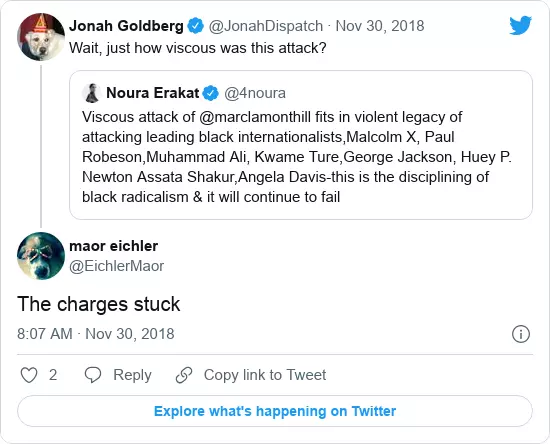 Jonah Goldberg @JonahDispatch · Nov 30, 2018
Wait, just how viscous was this attack?
Noura Erakat @4noura
Viscous attack of @marclamonthill fits in violent legacy of
attacking leading black internationalists,Malcolm X, Paul
Robeson,Muhammad Ali, Kwame Ture,George Jackson, Huey P.
Newton Assata Shakur,Angela Davis-this is the disciplining of
black radicalism & it will continue to fail
maor eichler
@EichlerMaor
The charges stuck
8:07 AM · Nov 30, 2018
2 Reply Copy link to Tweet
Explore what's happening on Twitter